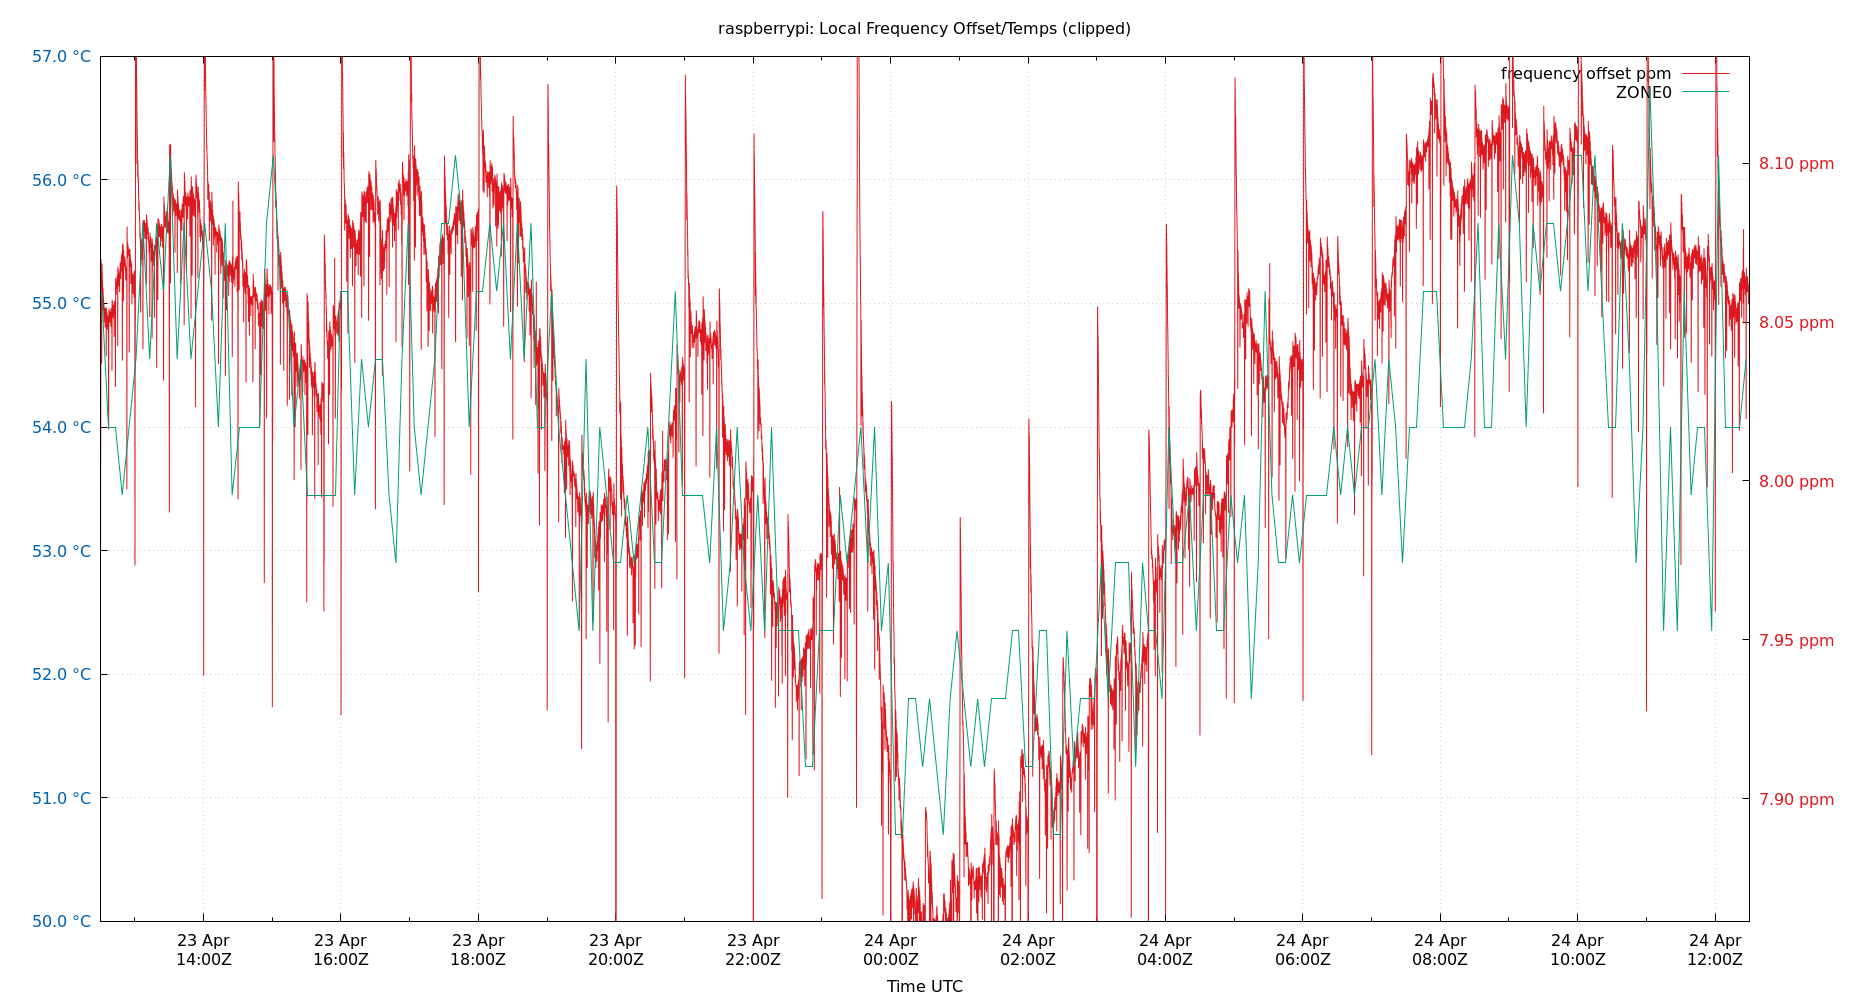 raspberrypi: Local Frequency Offset/Temps (clipped)
57.0 °C
56.0 °C
55.0 °C
54.0 °C
53.0 °C
52.0 °C
51.0 °C
50.0 °C
frequency offset ppm
ZONE0
8.10 ppm
8.05 ppm
8.00 ppm
7.95 ppm
7.90 ppm
23 Apr
14:00Z
23 Apr
16:00Z
23 Apr
18:00Z
23 Apr
20:00Z
23 Apr
22:00Z
24 Apr
00:00Z
24 Apr
02:00Z
24 Apr
04:00Z
24 Apr
06:00Z
24 Apr
08:00Z
24 Apr
10:00Z
24 Apr
12:00Z
Time UTC